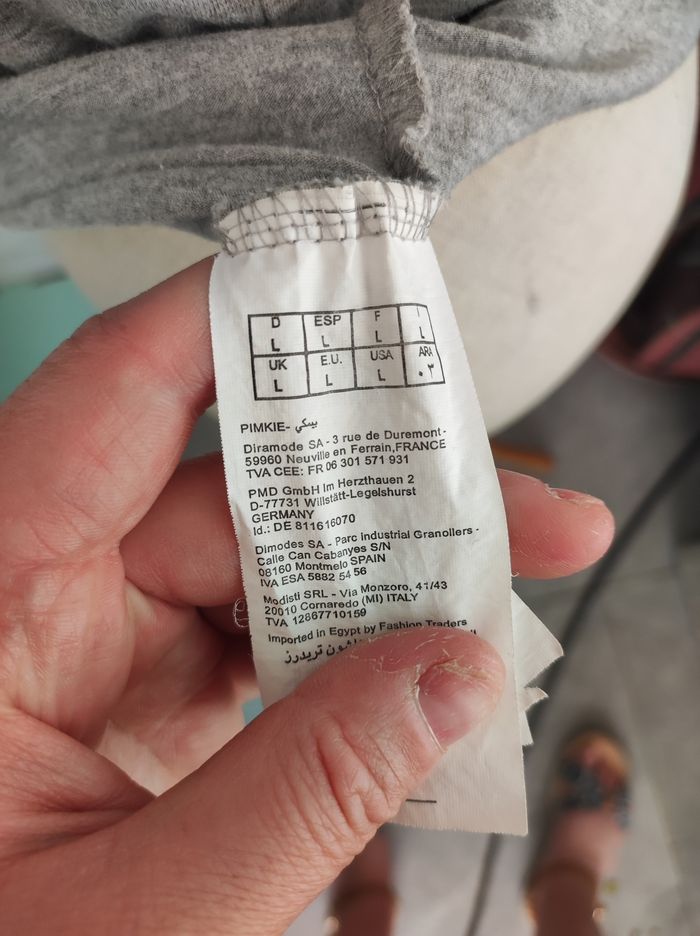 D ESP F I
L L L L
UK E.U. USA ARA
L L L ٠٣
PIMKIE- بيمكي
Diramode SA - 3 rue de Duremont -
59960 Neuville en Ferrain,FRANCE
TVA CEE: FR 06 301 571 931
PMD GmbH Im Herzthauen 2
D-77731 Willstätt-Legelshurst
GERMANY
Id.: DE 811616070
Dimodes SA - Parc industrial Granollers -
Calle Can Cabanyes S/N
08160 Montmelo SPAIN
IVA ESA 5882 54 56
Modisti SRL - Via Monzoro, 41/43
20010 Cornaredo (MI) ITALY
TVA 12867710159
Imported in Egypt by Fashion Traders
تريدرز